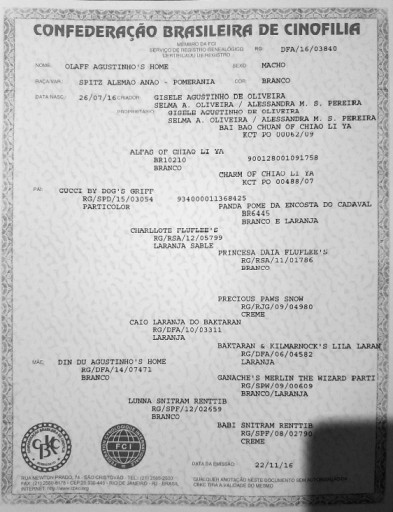 CONFEDERAÇÃO BRASILEIRA DE CINOFILIA
MEMBRO DA FCI
SERVIÇO DE REGISTRO GENEALÓGICO
CERTIFICADO DE REGISTRO
RG: DFA/16/03840
NOME: OLAFF AGUSTINHO'S HOME SEXO: MACHO
RAÇA/VAR.: SPITZ ALEMAO ANAO - POMERANIA COR: BRANCO
DATA NASC.: 26/07/16 CRIADOR: GISELE AGUSTINHO DE OLIVEIRA
SELMA A. OLIVEIRA / ALESSANDRA M. S. PEREIRA
PROPRIETÁRIO: GISELE AGUSTINHO DE OLIVEIRA
SELMA A. OLIVEIRA / ALESSANDRA M. S. PEREIRA
BAI BAO CHUAN OF CHIAO LI YA
KCT PO 00062/09
ALFAS OF CHIAO LI YA
BR10210 900128001091758
BRANCO
CHARM OF CHIAO LI YA
KCT PO 00488/07
PAI: CUCCI BY DOG'S GRIFF
RG/SPD/15/03054 934000011368425
PARTICOLOR
PANDA POME DA ENCOSTA DO CADAVAL
BR6445
BRANCO E LARANJA
CHARLLOTE FLUFLEE'S
RG/RSA/12/05799
LARANJA SABLE
PRINCESA DAIA FLUFLEE'S
RG/RSA/11/01786
BRANCO
PRECIOUS PAWS SNOW
RG/RJG/09/04980
CREME
CAIO LARANJA DO BAKTARAN
RG/DFA/10/03311
LARANJA
BAKTARAN & KILMARNOCK'S LILA LARAN
RG/DFA/06/04582
LARANJA
MÃE: DIN DU AGUSTINHO'S HOME
RG/DFA/14/07471
BRANCO
GANACHE'S MERLIN THE WIZARD PARTI
RG/SPW/09/00609
BRANCO/LARANJA
LUNNA SNITRAM RENTTIB
RG/SPF/12/02659
BRANCO
BABI SNITRAM RENTTIB
RG/SPF/08/02790
CREME
CBKC
FCI
DATA DA EMISSÃO: 22/11/16
QUALQUER ANOTAÇÃO NESTE DOCUMENTO